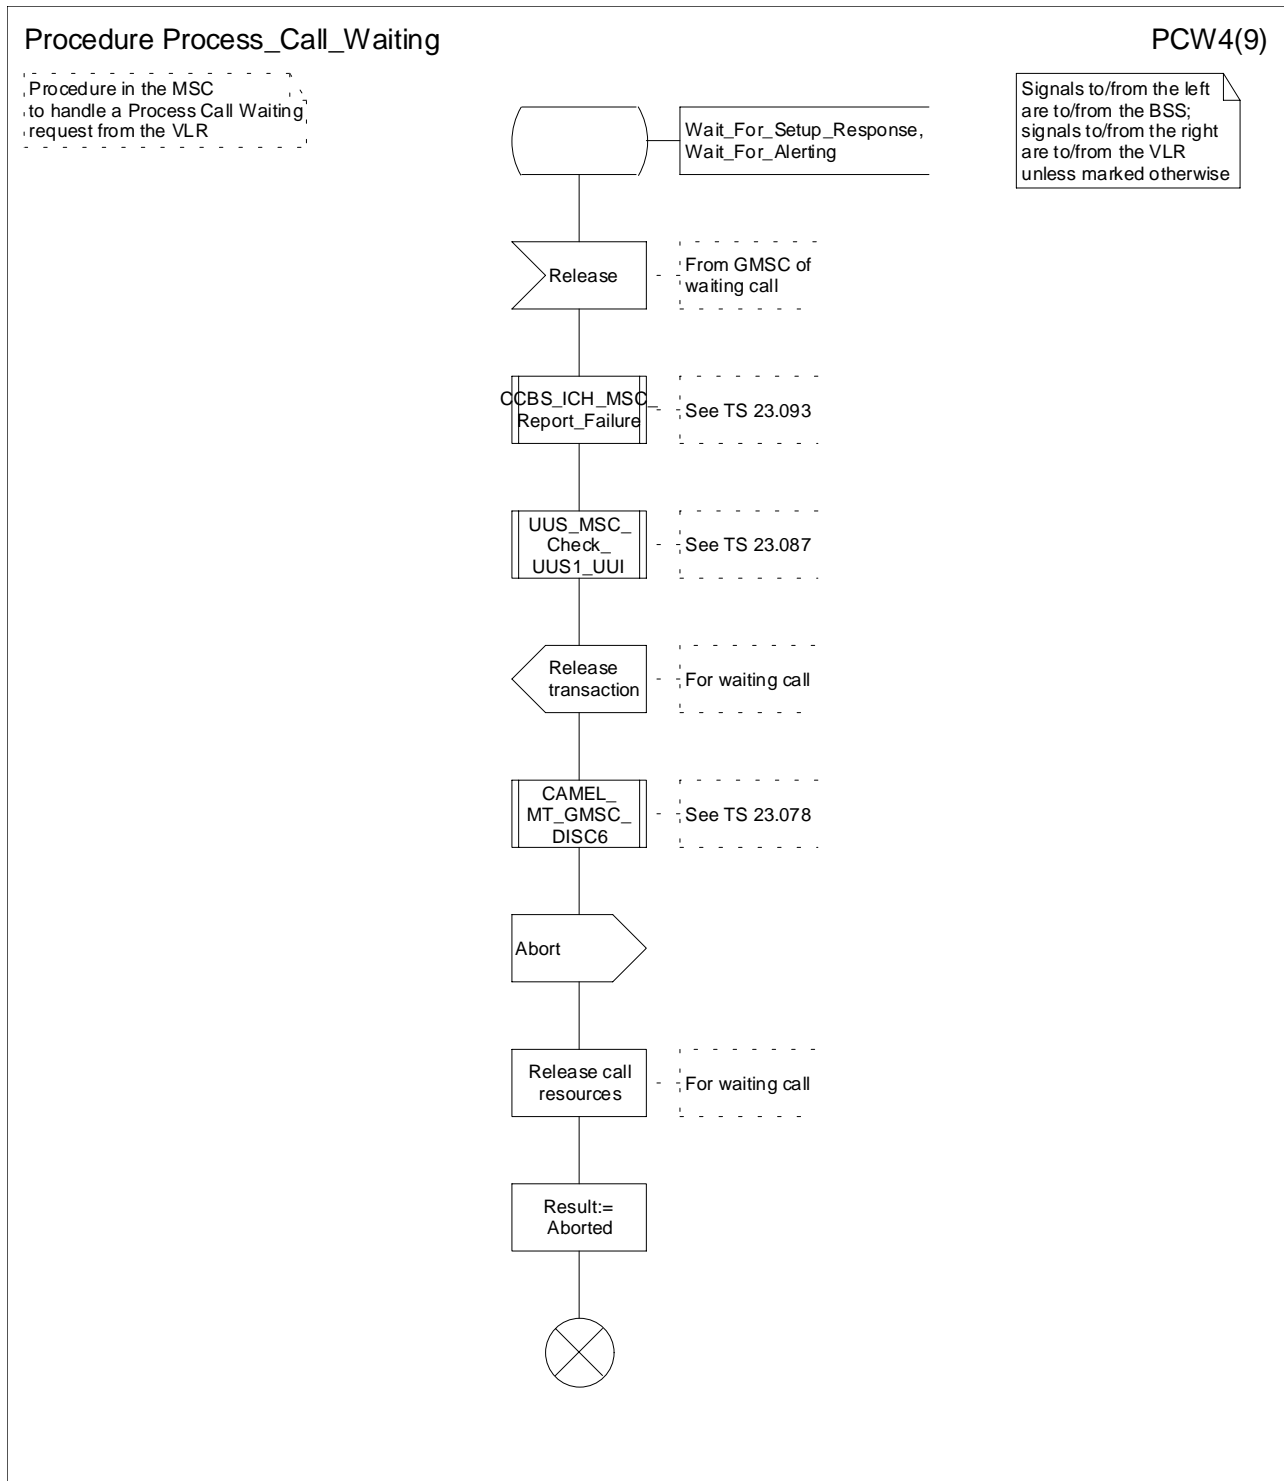 Procedure Process_Call_Waiting
PCW4(9)
Procedure in the MSC
to handle a Process Call Waiting
request from the VLR
Signals to/from the left
are to/from the BSS;
signals to/from the right
are to/from the VLR
unless marked otherwise
Wait_For_Setup_Response,
Wait_For_Alerting
Release
From GMSC of
waiting call
CCBS_ICH_MSC_
Report_Failure
See TS 23.093
UUS_MSC_
Check_
UUS1_UUI
See TS 23.087
Release
transaction
For waiting call
CAMEL_
MT_GMSC_
DISC6
See TS 23.078
Abort
Release call
resources
For waiting call
Result:=
Aborted